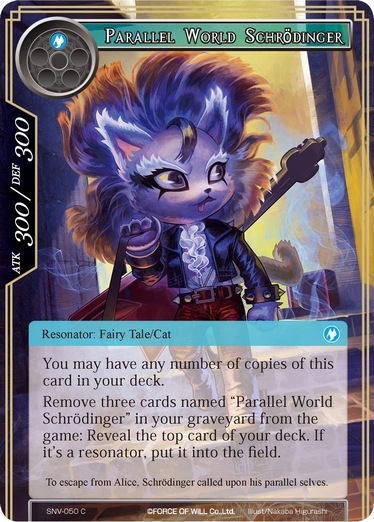 PARALLEL WORLD SCHRÖDINGER
ATK 300 / DEF 300
Resonator: Fairy Tale/Cat
You may have any number of copies of this
card in your deck.
Remove three cards named “Parallel World
Schrödinger” in your graveyard from the
game: Reveal the top card of your deck. If
it's a resonator, put it into the field.
To escape from Alice, Schrödinger called upon his parallel selves.
SNV-050 C ©FORCE OF WILL Co.,Ltd. Illust/Nakaba Higurashi